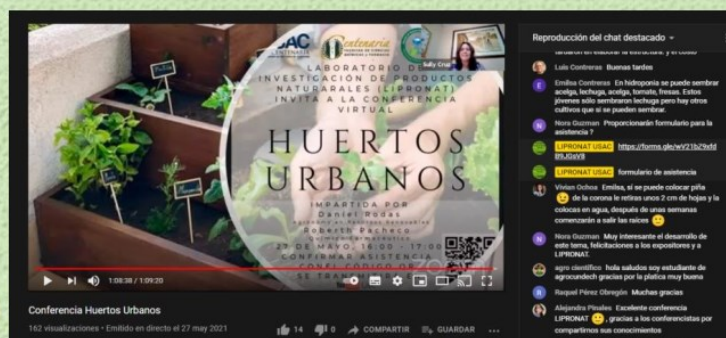 CENTENARIA
Sully Cruz
LABORATORIO DE
INVESTIGACIÓN DE PRODUCTOS
NATURARALES (LIPRONAT)
INVITA A LA CONFERENCIA
VIRTUAL
HUERTOS
URBANOS
IMPARTIDA POR
Daniel Rodas
Roberth Pacheco
27 DE MAYO, 16:00 - 17:00
CONFIRMAR ASISTENCIA
1:08:38 / 1:09:20
Conferencia Huertos Urbanos
162 visualizaciones • Emitido en directo el 27 may 2021
14
0
COMPARTIR
GUARDAR
Reproducción del chat destacado
Luis Contreras Buenas tardes
Emilsa Contreras En hidroponia se puede sembrar
acelga, lechuga, acelga, tomate, fresas. Estos
jóvenes sólo sembraron lechuga pero hay otros
cultivos que si se pueden sembrar.
Nora Guzman Proporcionarán formulario para la
asistencia ?
LIPRONAT USAC
LIPRONAT USAC formulario de asistencia
Vivian Ochoa Emilsa, si se puede colocar piña
de la corona le retiras unos 2 cm de hojas y la
colocas en agua, después de unas semanas
comenzarán a salir las raíces
Nora Guzman Muy interesante el desarrollo de
este tema, felicitaciones a los expositores y a
LIPRONAT.
agro científico hola saludos soy estudiante de
agrocundech gracias por la platica muy buena
Raquel Pérez Obregón Muchas gracias
Alejandra Pinales Excelente conferencia
LIPRONAT , gracias a los conferencistas por
compartirnos sus conocimientos